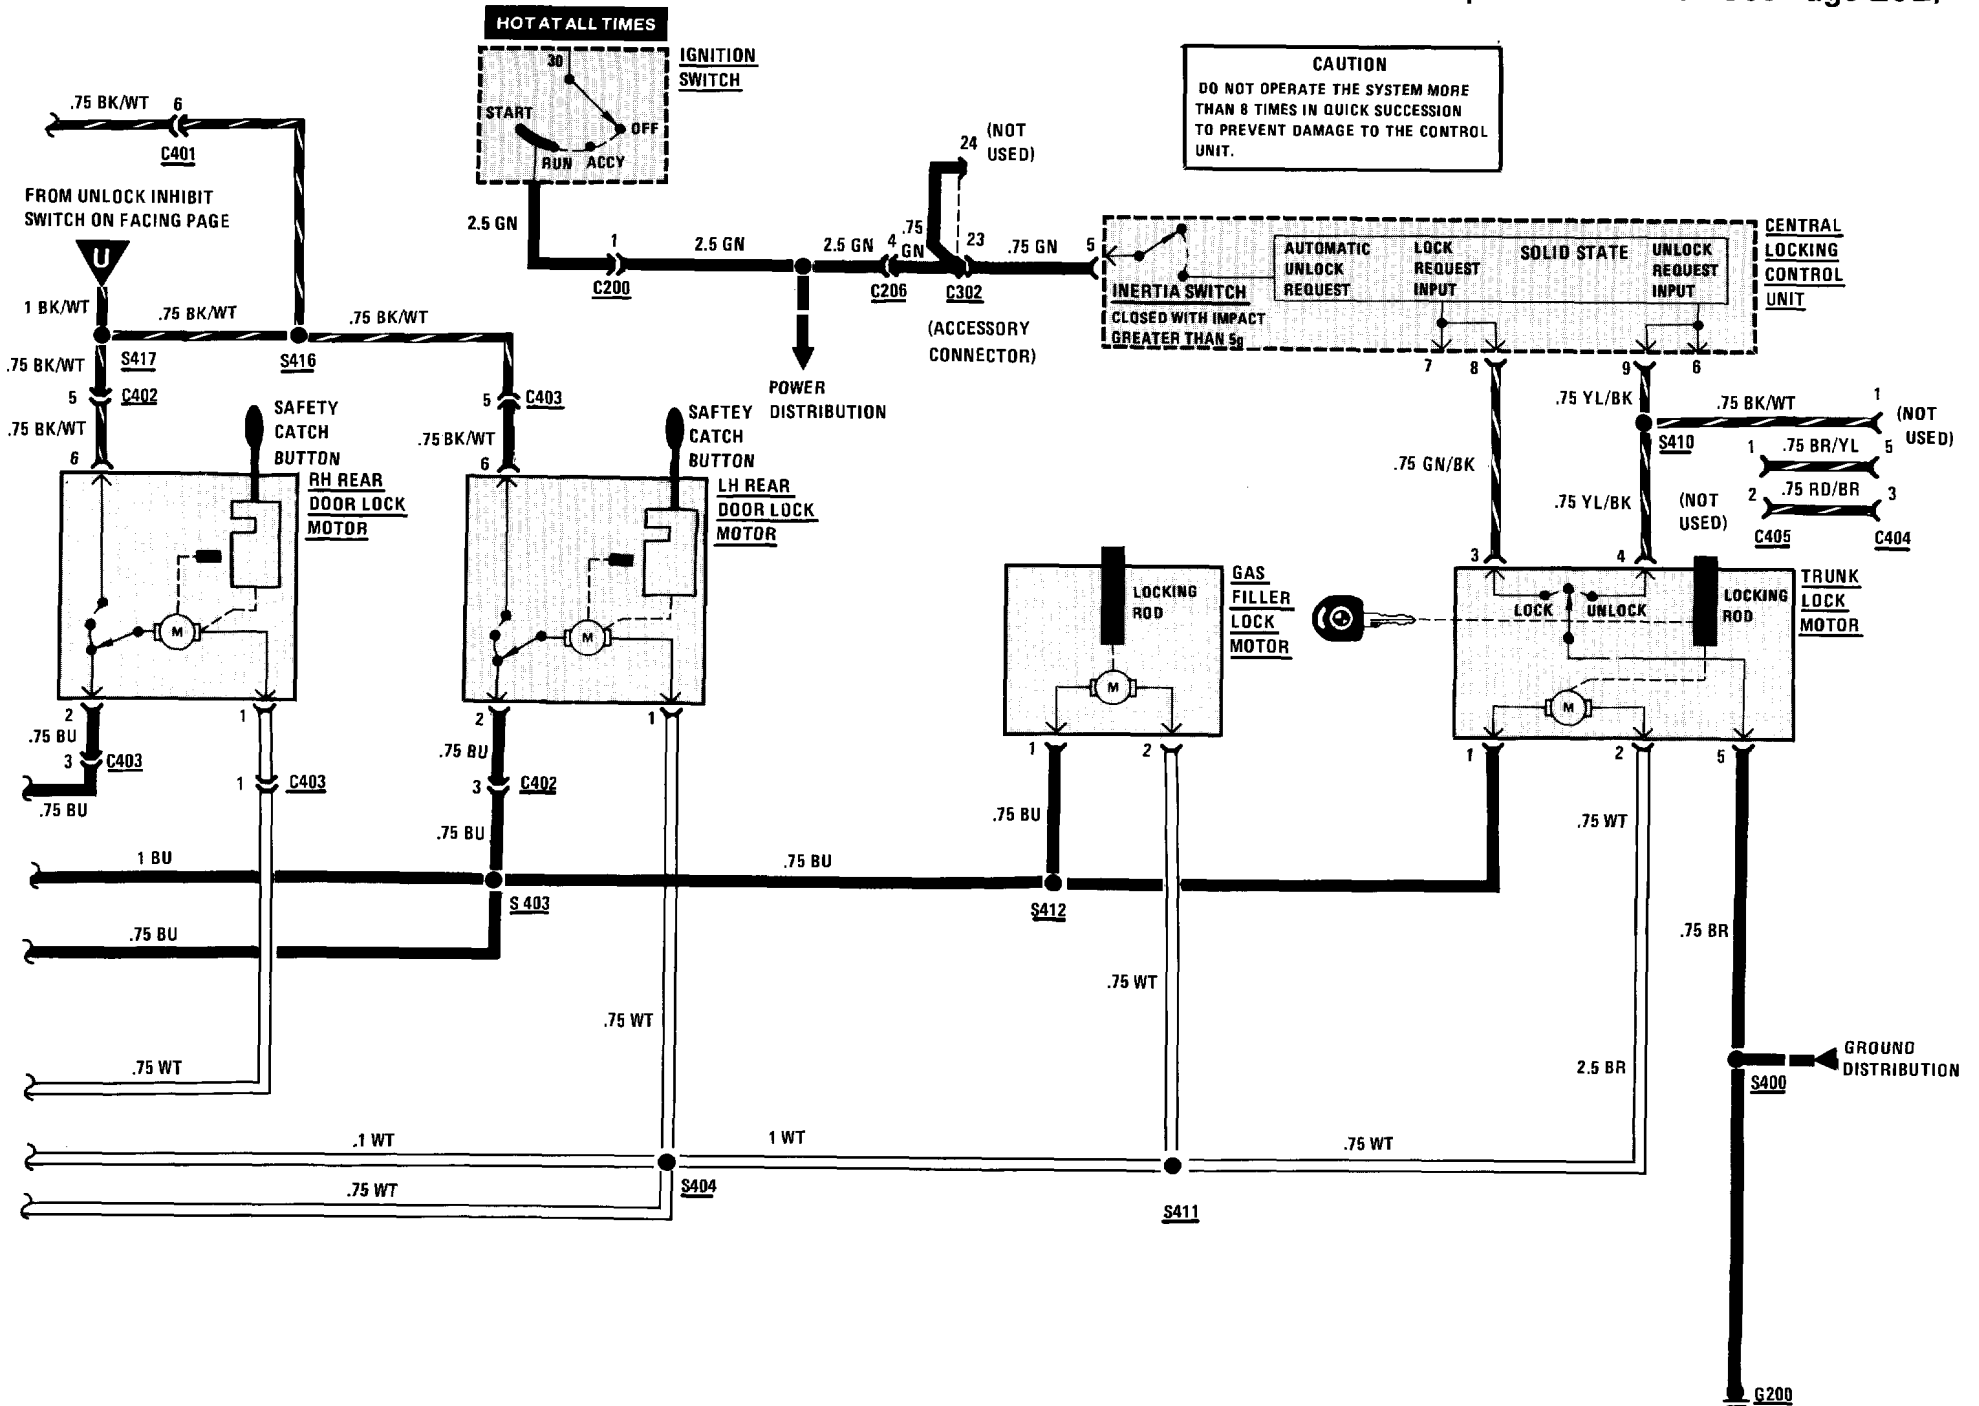 HOT AT ALL TIMES
IGNITION
SWITCH
30
START
OFF
RUN ACCY
CAUTION
DO NOT OPERATE THE SYSTEM MORE
THAN 8 TIMES IN QUICK SUCCESSION
TO PREVENT DAMAGE TO THE CONTROL
UNIT.
.75 BK/WT 6
C401
FROM UNLOCK INHIBIT
SWITCH ON FACING PAGE
U
1 BK/WT
.75 BK/WT
.75 BK/WT
S417
S416
.75 BK/WT
5 C402
.75 BK/WT
6
5 C403
.75 BK/WT
6
2.5 GN
1
C200
2.5 GN
2.5 GN
4
C206
.75
GN
24
(NOT
USED)
23
C302
(ACCESSORY
CONNECTOR)
.75 GN
5
POWER
DISTRIBUTION
CENTRAL
LOCKING
CONTROL
UNIT
INERTIA SWITCH
CLOSED WITH IMPACT
GREATER THAN 5g
AUTOMATIC
UNLOCK
REQUEST
LOCK
REQUEST
INPUT
SOLID STATE
UNLOCK
REQUEST
INPUT
7
8
9
6
.75 YL/BK
.75 BK/WT
1
(NOT
USED)
S410
1 .75 BR/YL 5
2 .75 RD/BR 3
(NOT
USED)
C405
C404
.75 GN/BK
.75 YL/BK
3
4
SAFETY
CATCH
BUTTON
RH REAR
DOOR LOCK
MOTOR
M
SAFTEY
CATCH
BUTTON
LH REAR
DOOR LOCK
MOTOR
M
LOCKING
ROD
GAS
FILLER
LOCK
MOTOR
M
LOCK
UNLOCK
LOCKING
ROD
TRUNK
LOCK
MOTOR
M
2
1
.75 BU
3 C403
.75 BU
1 C403
2
1
.75 BU
3 C402
.75 BU
1
2
.75 BU
1
2
5
.75 WT
1 BU
.75 BU
S 403
S412
.75 BU
.75 BR
.75 WT
.75 WT
.75 WT
2.5 BR
GROUND
DISTRIBUTION
S400
.1 WT
1 WT
.75 WT
.75 WT
S404
S411
G200